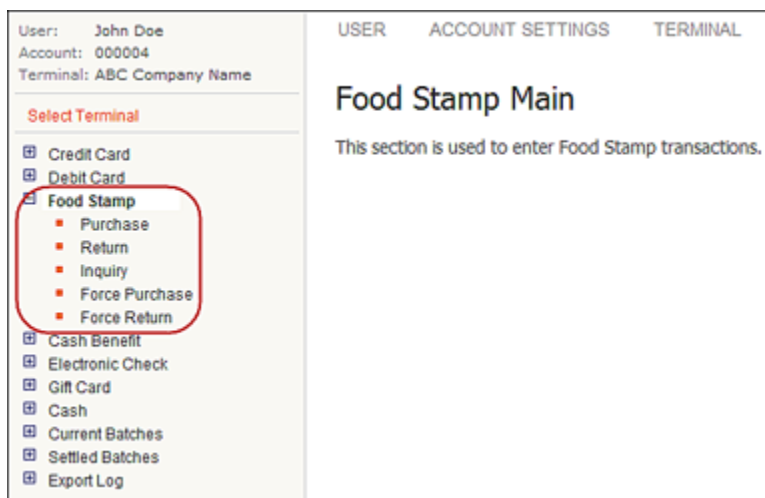 User: John Doe
Account: 000004
Terminal: ABC Company Name
Select Terminal
Credit Card
Debit Card
Food Stamp
Purchase
Return
Inquiry
Force Purchase
Force Return
Cash Benefit
Electronic Check
Gift Card
Cash
Current Batches
Settled Batches
Export Log
USER ACCOUNT SETTINGS TERMINAL
Food Stamp Main
This section is used to enter Food Stamp transactions.